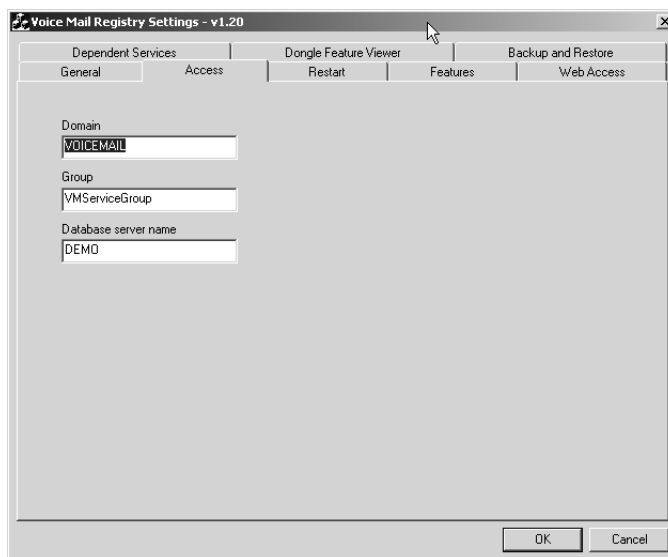 Voice Mail Registry Settings - v1.20
Dependent Services Dongle Feature Viewer Backup and Restore
General Access Restart Features Web Access
Domain
VOICEMAIL
Group
VMServiceGroup
Database server name
DEMO
OK Cancel